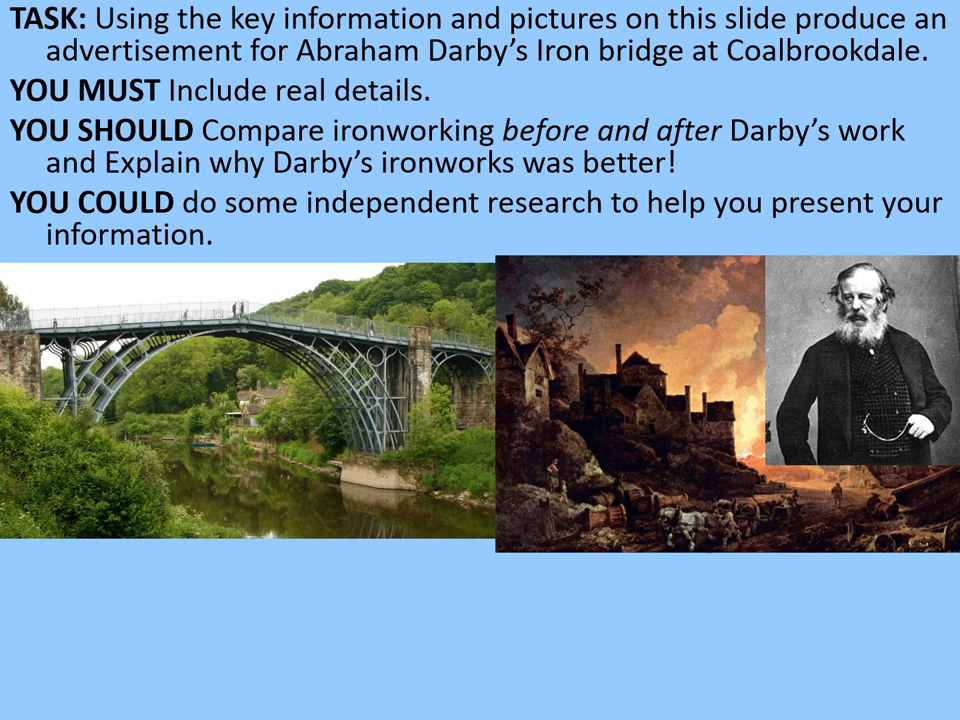 TASK: Using the key information and pictures on this slide produce an
advertisement for Abraham Darby’s Iron bridge at Coalbrookdale.
YOU MUST Include real details.
YOU SHOULD Compare ironworking before and after Darby’s work
and Explain why Darby’s ironworks was better!
YOU COULD do some independent research to help you present your
information.